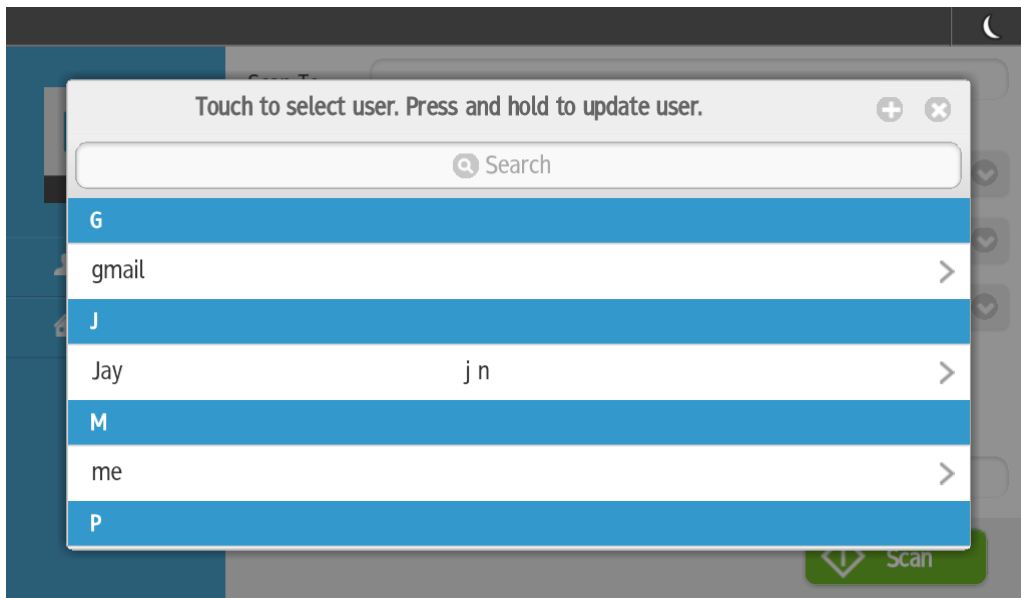 Touch to select user. Press and hold to update user.
Search
G
gmail
J
Jay j n
M
me
P
Scan